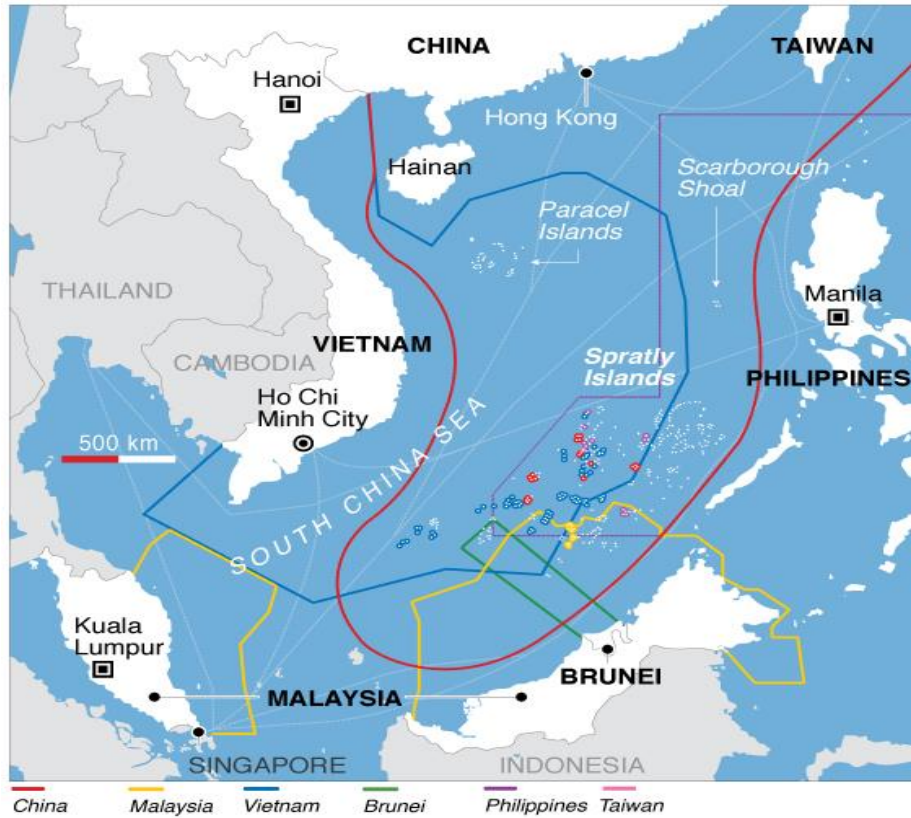 CHINA
TAIWAN
Hanoi
Hong Kong
Hainan
Scarborough
Shoal
Paracel
Islands
THAILAND
Manila
VIETNAM
CAMBODIA
Spratly
Islands
PHILIPPINES
Ho Chi
Minh City
500 km
SOUTH CHINA SEA
Kuala
Lumpur
BRUNEI
MALAYSIA
SINGAPORE
INDONESIA
China
Malaysia
Vietnam
Brunei
Philippines
Taiwan